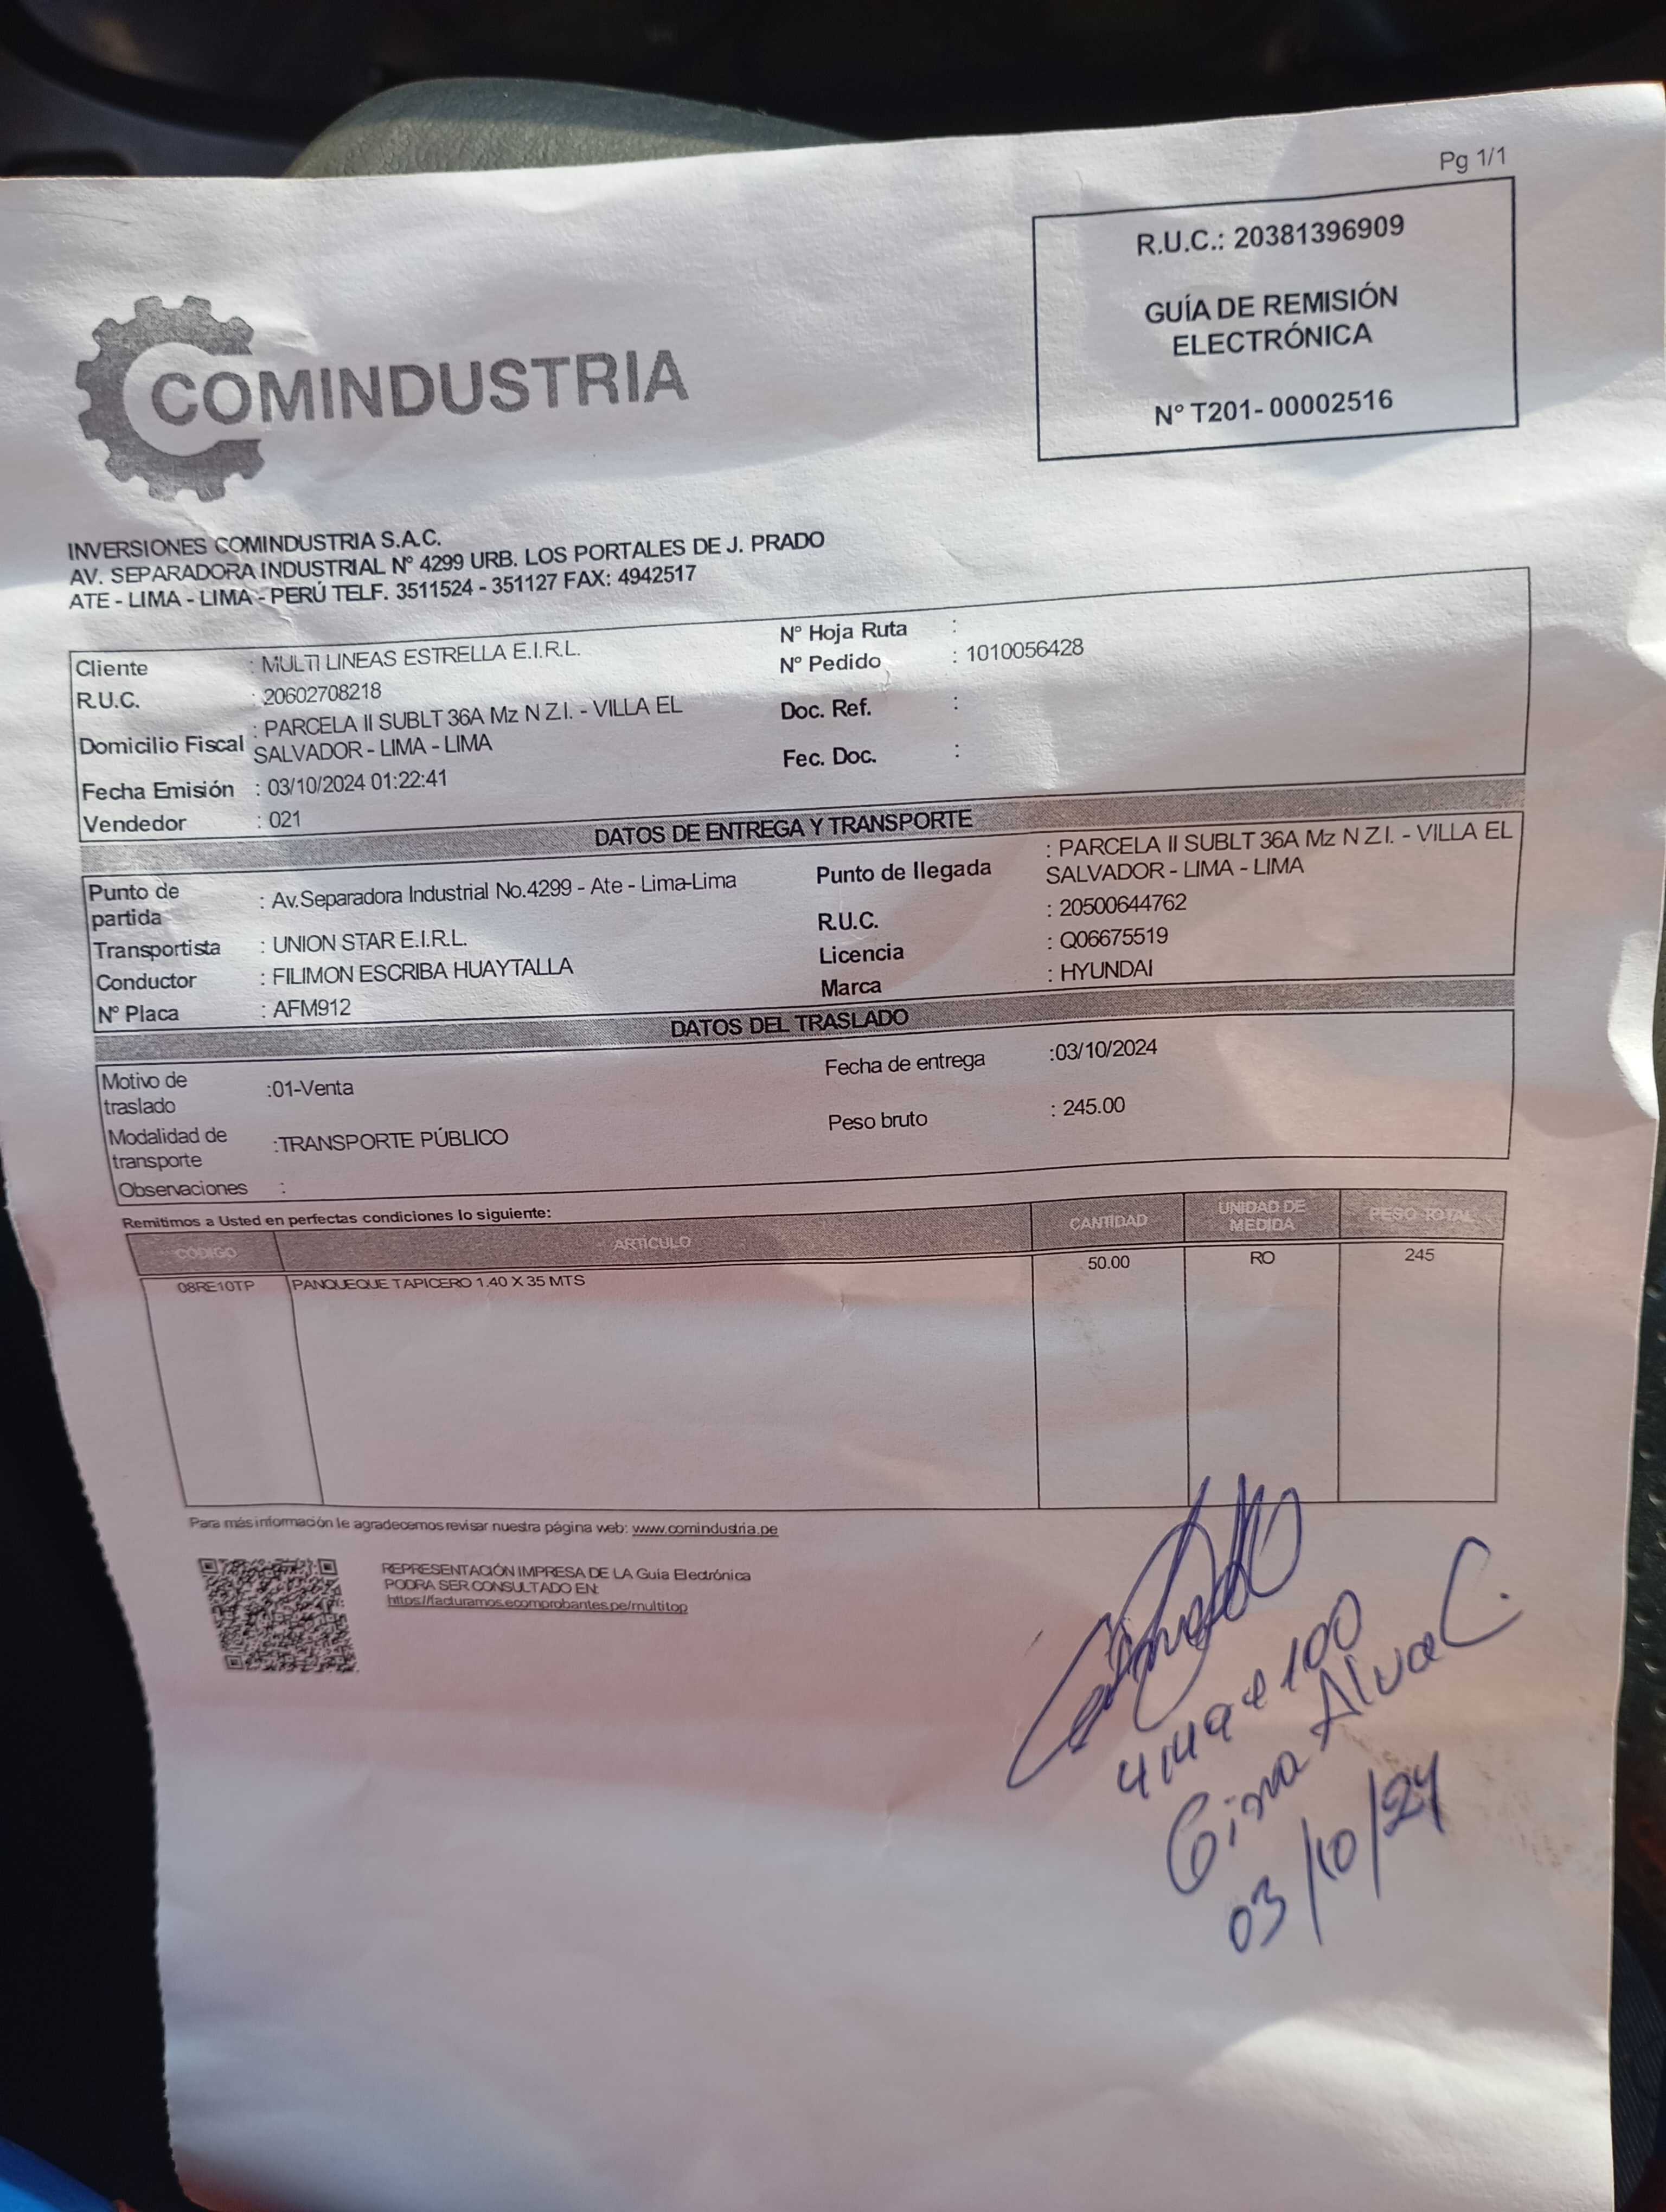 Pg 1/1
R.U.C.: 20381396909
GUÍA DE REMISIÓN
ELECTRÓNICA
N° T201- 00002516
COMINDUSTRIA
INVERSIONES COMINDUSTRIA S.A.C.
AV. SEPARADORA INDUSTRIAL Nº 4299 URB. LOS PORTALES DE J. PRADO
ATE - LIMA - LIMA - PERÚ TELF. 3511524 - 351127 FAX: 4942517
Cliente : MULTI LINEAS ESTRELLA E.I.R.L.
R.U.C. : 20602708218
Domicilio Fiscal : PARCELA II SUBLT 36A Mz N Z.I. - VILLA EL
SALVADOR - LIMA - LIMA
Fecha Emisión : 03/10/2024 01:22:41
Vendedor : 021
Nº Hoja Ruta :
Nº Pedido : 1010056428
Doc. Ref. :
Fec. Doc. :
DATOS DE ENTREGA Y TRANSPORTE
Punto de
partida : Av.Separadora Industrial No.4299 - Ate - Lima-Lima
Transportista : UNION STAR E.I.R.L.
Conductor : FILIMON ESCRIBA HUAYTALLA
Nº Placa : AFM912
Punto de llegada : PARCELA II SUBLT 36A Mz N Z.I. - VILLA EL
SALVADOR - LIMA - LIMA
R.U.C. : 20500644762
Licencia : Q06675519
Marca : HYUNDAI
DATOS DEL TRASLADO
Motivo de
traslado :01-Venta
Modalidad de
transporte :TRANSPORTE PÚBLICO
Observaciones :
Fecha de entrega :03/10/2024
Peso bruto : 245.00
Remitimos a Usted en perfectas condiciones lo siguiente:
CODIGO ARTICULO CANTIDAD UNIDAD DE MEDIDA PESO TOTAL
08RE10TP PANQUEQUE TAPICERO 1.40 X 35 MTS 50.00 RO 245
Para más información le agradecemos revisar nuestra página web: www.comindustria.pe
REPRESENTACIÓN IMPRESA DE LA Guia Electrónica
PODRA SER CONSULTADO EN:
https://facturamos.ecomprobantes.pe/multitop
Gina Alva C.
03/10/24